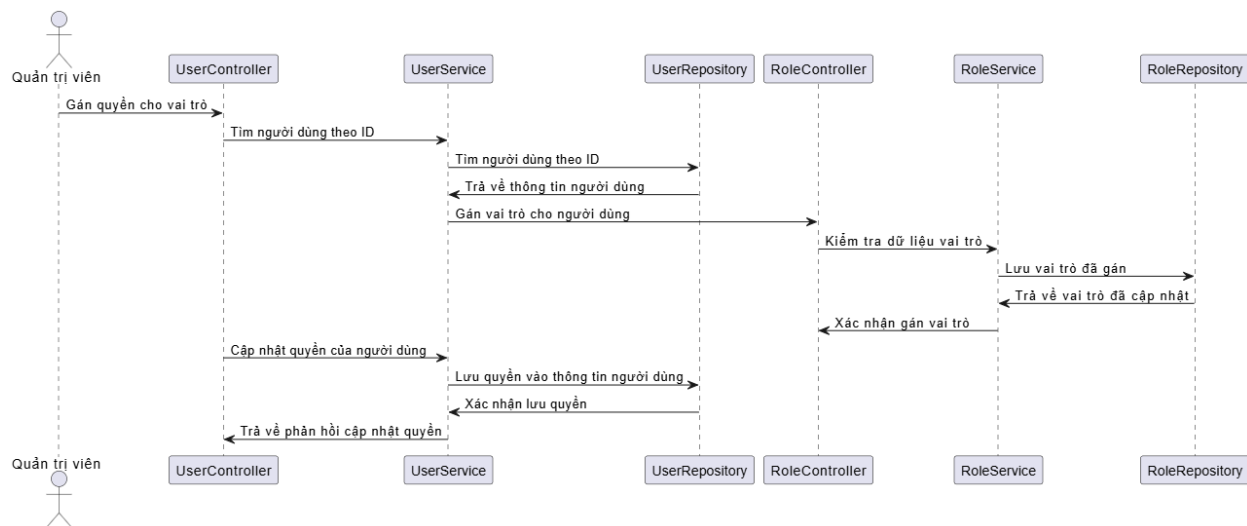 Quản trị viên
UserController
UserService
UserRepository
RoleController
RoleService
RoleRepository
Gán quyền cho vai trò
Tìm người dùng theo ID
Tìm người dùng theo ID
Trả về thông tin người dùng
Gán vai trò cho người dùng
Kiểm tra dữ liệu vai trò
Lưu vai trò đã gán
Trả về vai trò đã cập nhật
Xác nhận gán vai trò
Cập nhật quyền của người dùng
Lưu quyền vào thông tin người dùng
Xác nhận lưu quyền
Trả về phản hồi cập nhật quyền
Quản trị viên
UserController
UserService
UserRepository
RoleController
RoleService
RoleRepository